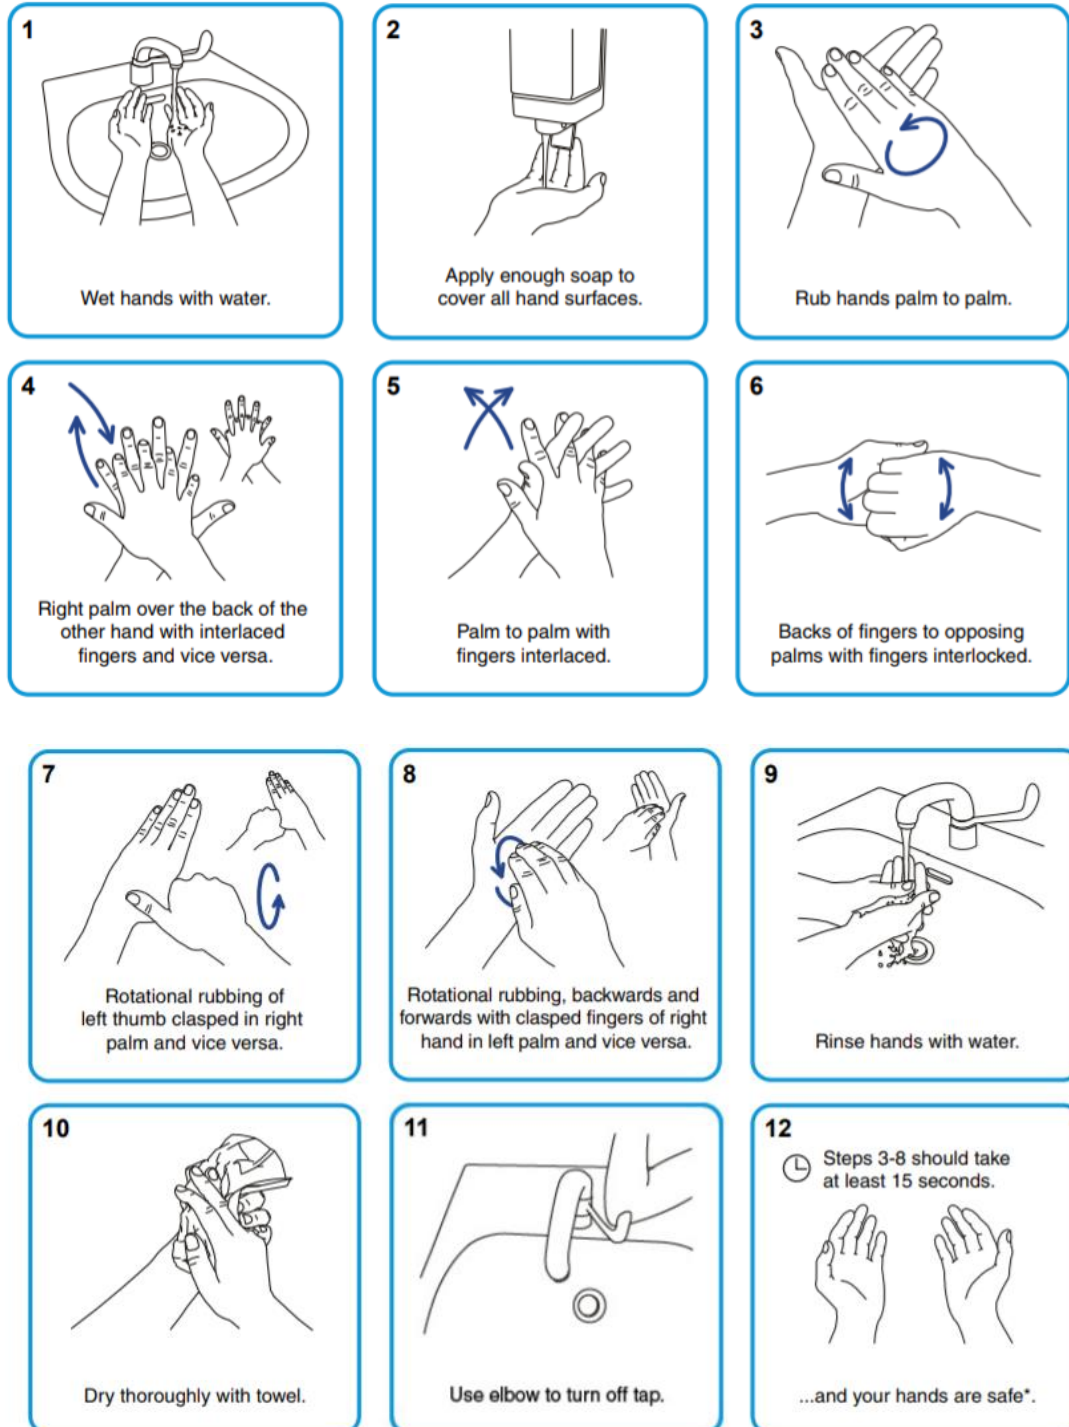 1
Wet hands with water.
2
Apply enough soap to
cover all hand surfaces.
3
Rub hands palm to palm.
4
Right palm over the back of the
other hand with interlaced
fingers and vice versa.
5
Palm to palm with
fingers interlaced.
6
Backs of fingers to opposing
palms with fingers interlocked.
7
Rotational rubbing of
left thumb clasped in right
palm and vice versa.
8
Rotational rubbing, backwards and
forwards with clasped fingers of right
hand in left palm and vice versa.
9
Rinse hands with water.
10
Dry thoroughly with towel.
11
Use elbow to turn off tap.
12
Steps 3-8 should take
at least 15 seconds.
...and your hands are safe*.